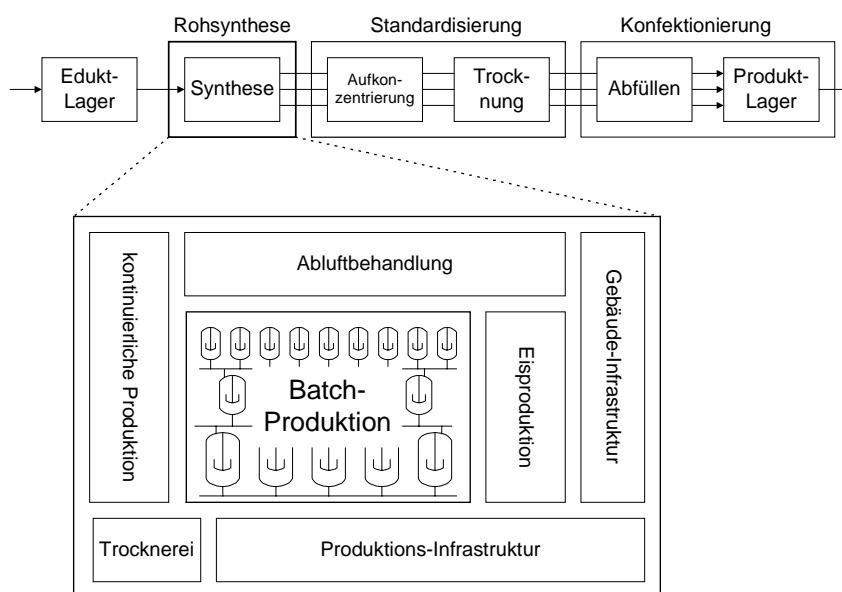 Rohsynthese
Standardisierung
Konfektionierung
Edukt-
Lager
Synthese
Aufkon-
zentrierung
Trock-
nung
Abfüllen
Produkt-
Lager
kontinuierliche Produktion
Abluftbehandlung
Gebäude-Infrastruktur
Batch-
Produktion
Eisproduktion
Trocknerei
Produktions-Infrastruktur